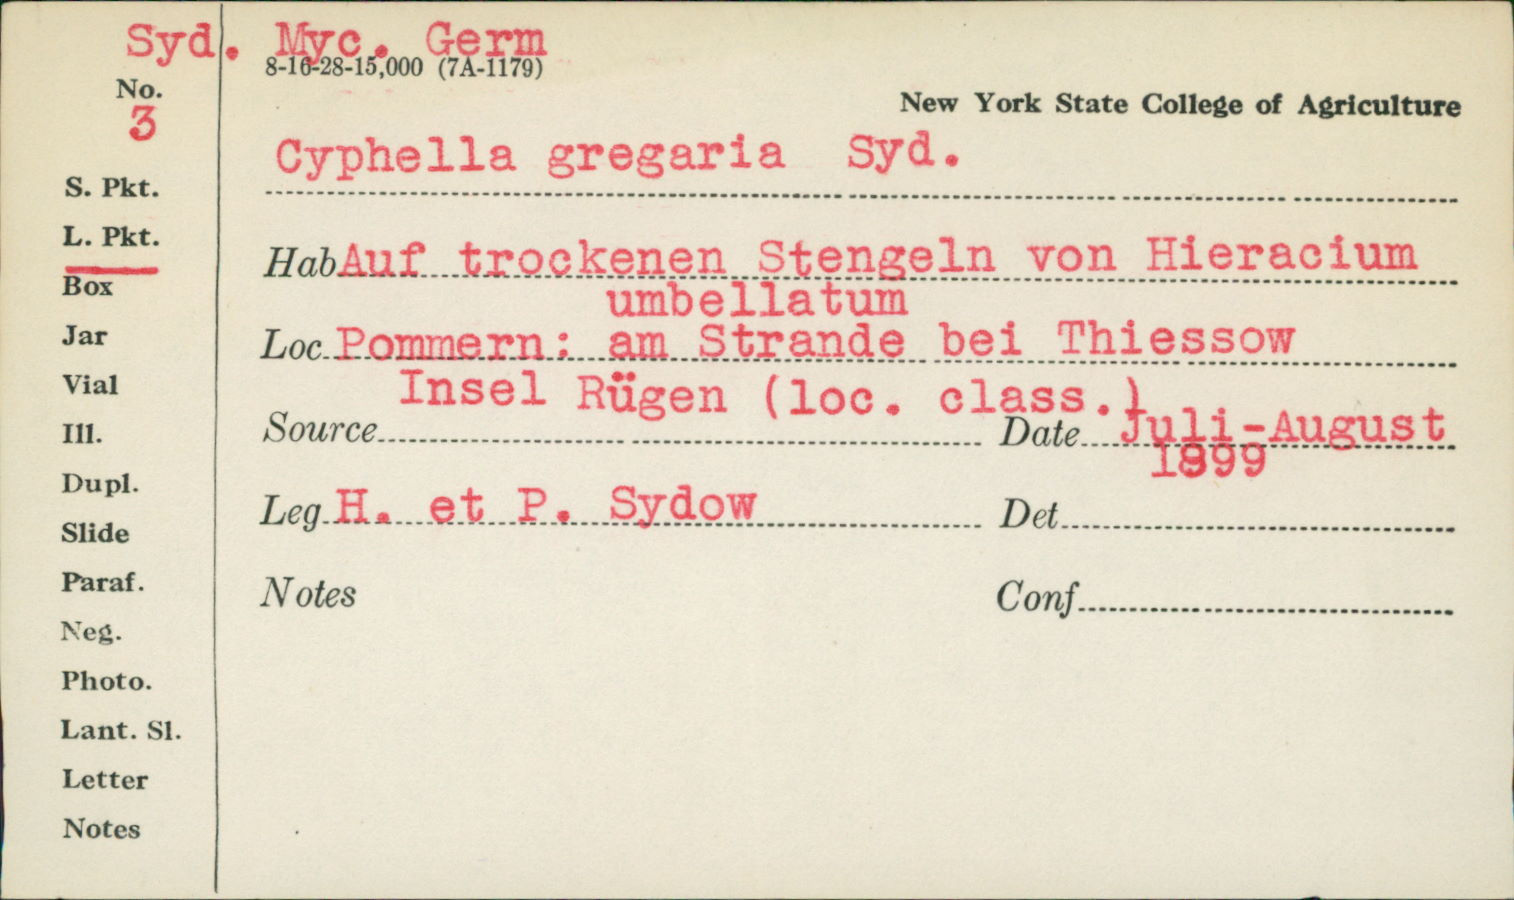 Syd. Myc. Germ
8-16-28-15,000 (7A-1179)
No.
3
New York State College of Agriculture
Cyphella gregaria Syd.
S. Pkt.
L. Pkt.
Box
Jar
Vial
Ill.
Dupl.
Slide
Paraf.
Neg.
Photo.
Lant. Sl.
Letter
Notes
Hab Auf trockenen Stengeln von Hieracium
umbellatum
Loc. Pommern: am Strande bei Thiessow
Insel Rügen (loc. class.)
Source
Date Juli-August
1899
Leg. H. et P. Sydow
Det
Notes
Conf